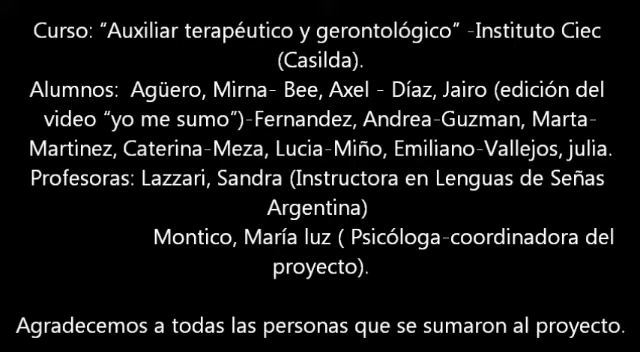 Curso: “Auxiliar terapéutico y gerontológico” -Instituto Ciec
(Casilda).
Alumnos:  Agüero, Mirna- Bee, Axel - Díaz, Jairo (edición del
video “yo me sumo”)-Fernandez, Andrea-Guzman, Marta-
Martinez, Caterina-Meza, Lucia-Miño, Emiliano-Vallejos, julia.
Profesoras: Lazzari, Sandra (Instructora en Lenguas de Señas
Argentina)
Montico, María luz ( Psicóloga-coordinadora del
proyecto).
Agradecemos a todas las personas que se sumaron al proyecto.